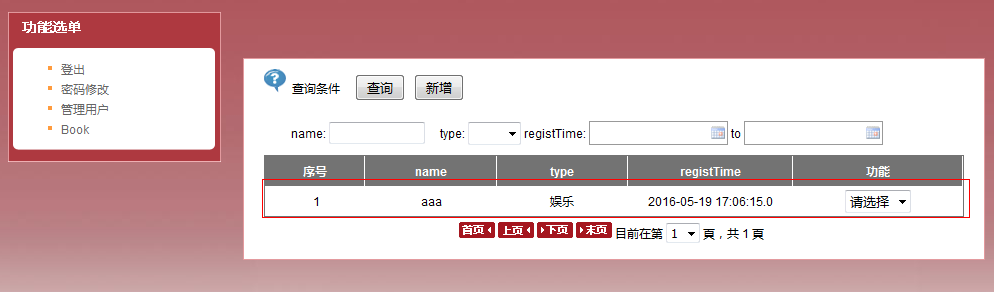 功能选单
登出
密码修改
管理用户
Book
查询条件 查询 新增
name: type: registTime: to
序号 name type registTime 功能
1 aaa 娱乐 2016-05-19 17:06:15.0 请选择
首页 上页 下页 末页 目前在第 1 頁，共 1 頁